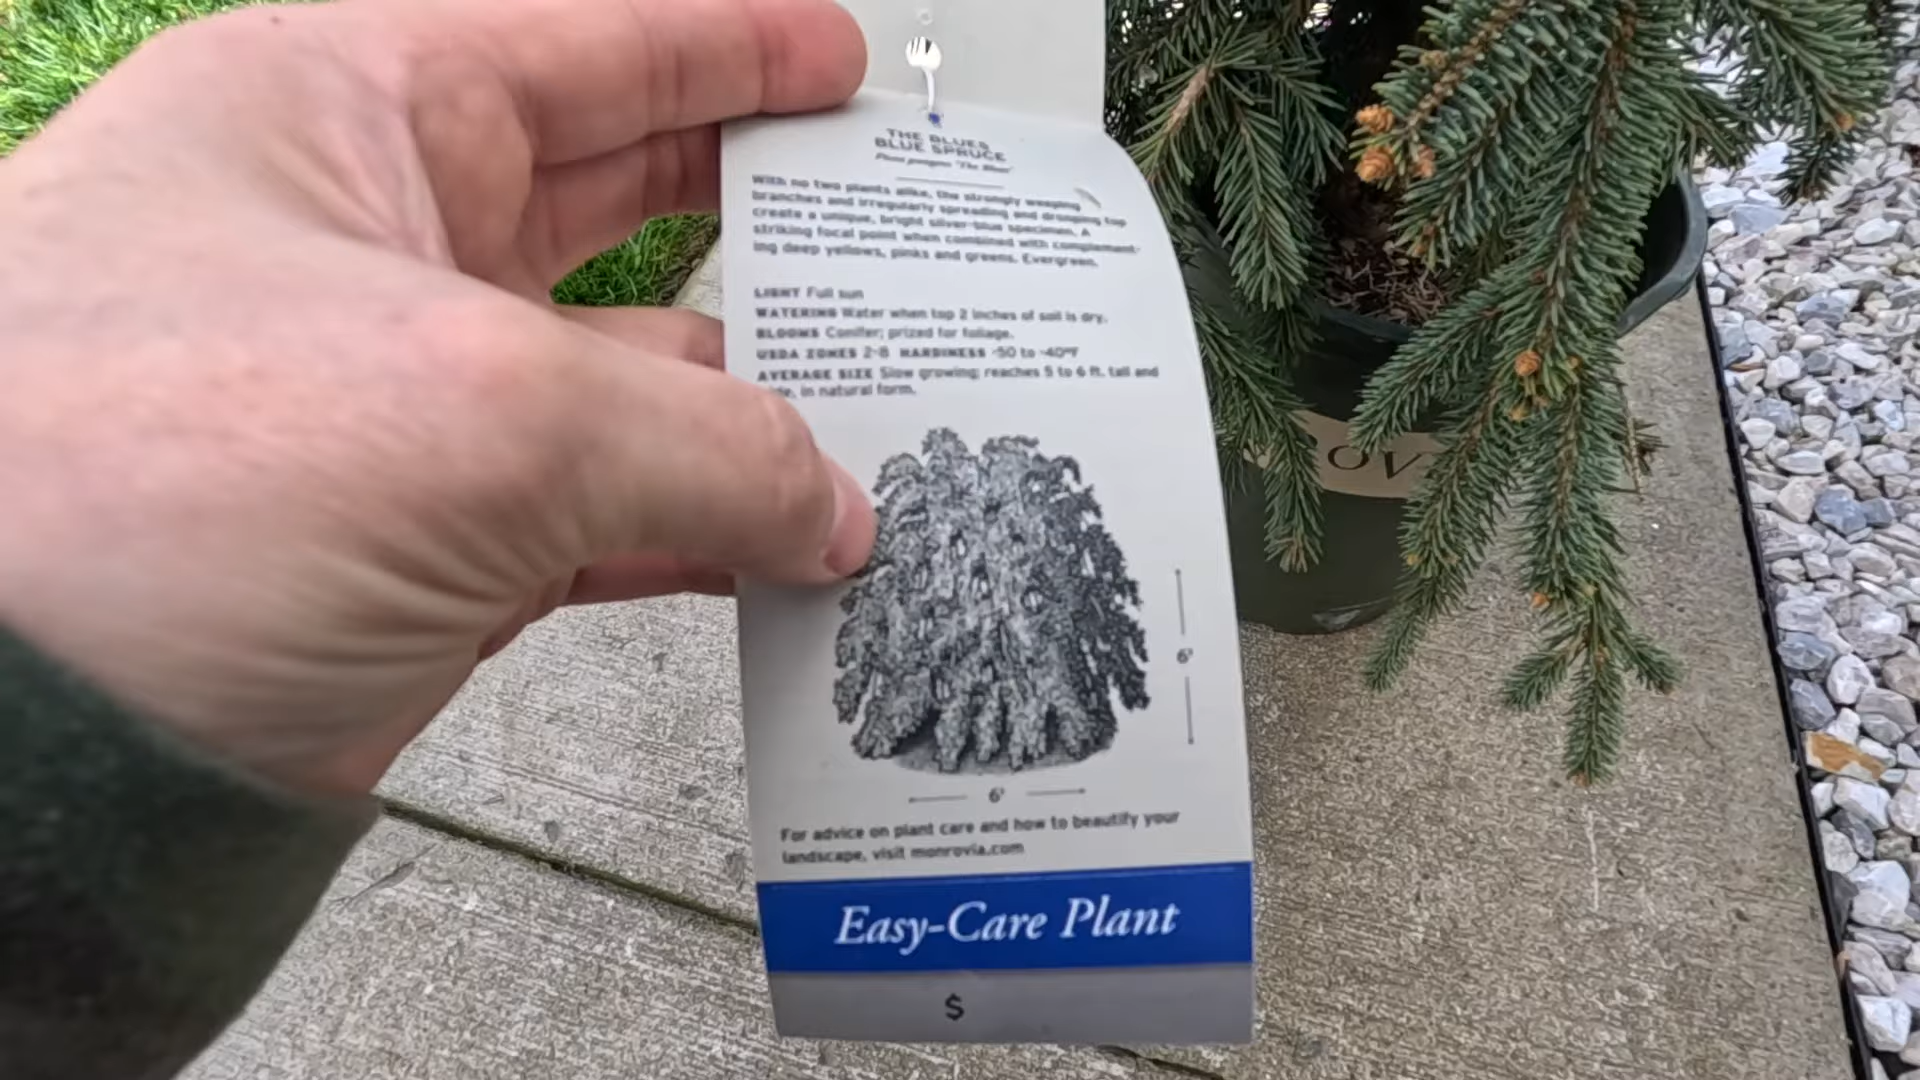 THE BLUES
BLUE SPRUCE
Picea pungens 'The Blues'
With no two plants alike, the strongly weeping
branches and irregularly spreading and drooping top
create a unique, bright silver-blue specimen. A
striking focal point when combined with complement-
ing deep yellows, pinks and greens. Evergreen.
LIGHT Full sun
WATERING Water when top 2 inches of soil is dry.
BLOOMS Conifer; prized for foliage.
USDA ZONES 2-8 HARDINESS -50 to -40°F
AVERAGE SIZE Slow growing; reaches 5 to 6 ft. tall and
in natural form.
6'
6'
For advice on plant care and how to beautify your
landscape, visit monrovia.com
Easy-Care Plant
$
OV